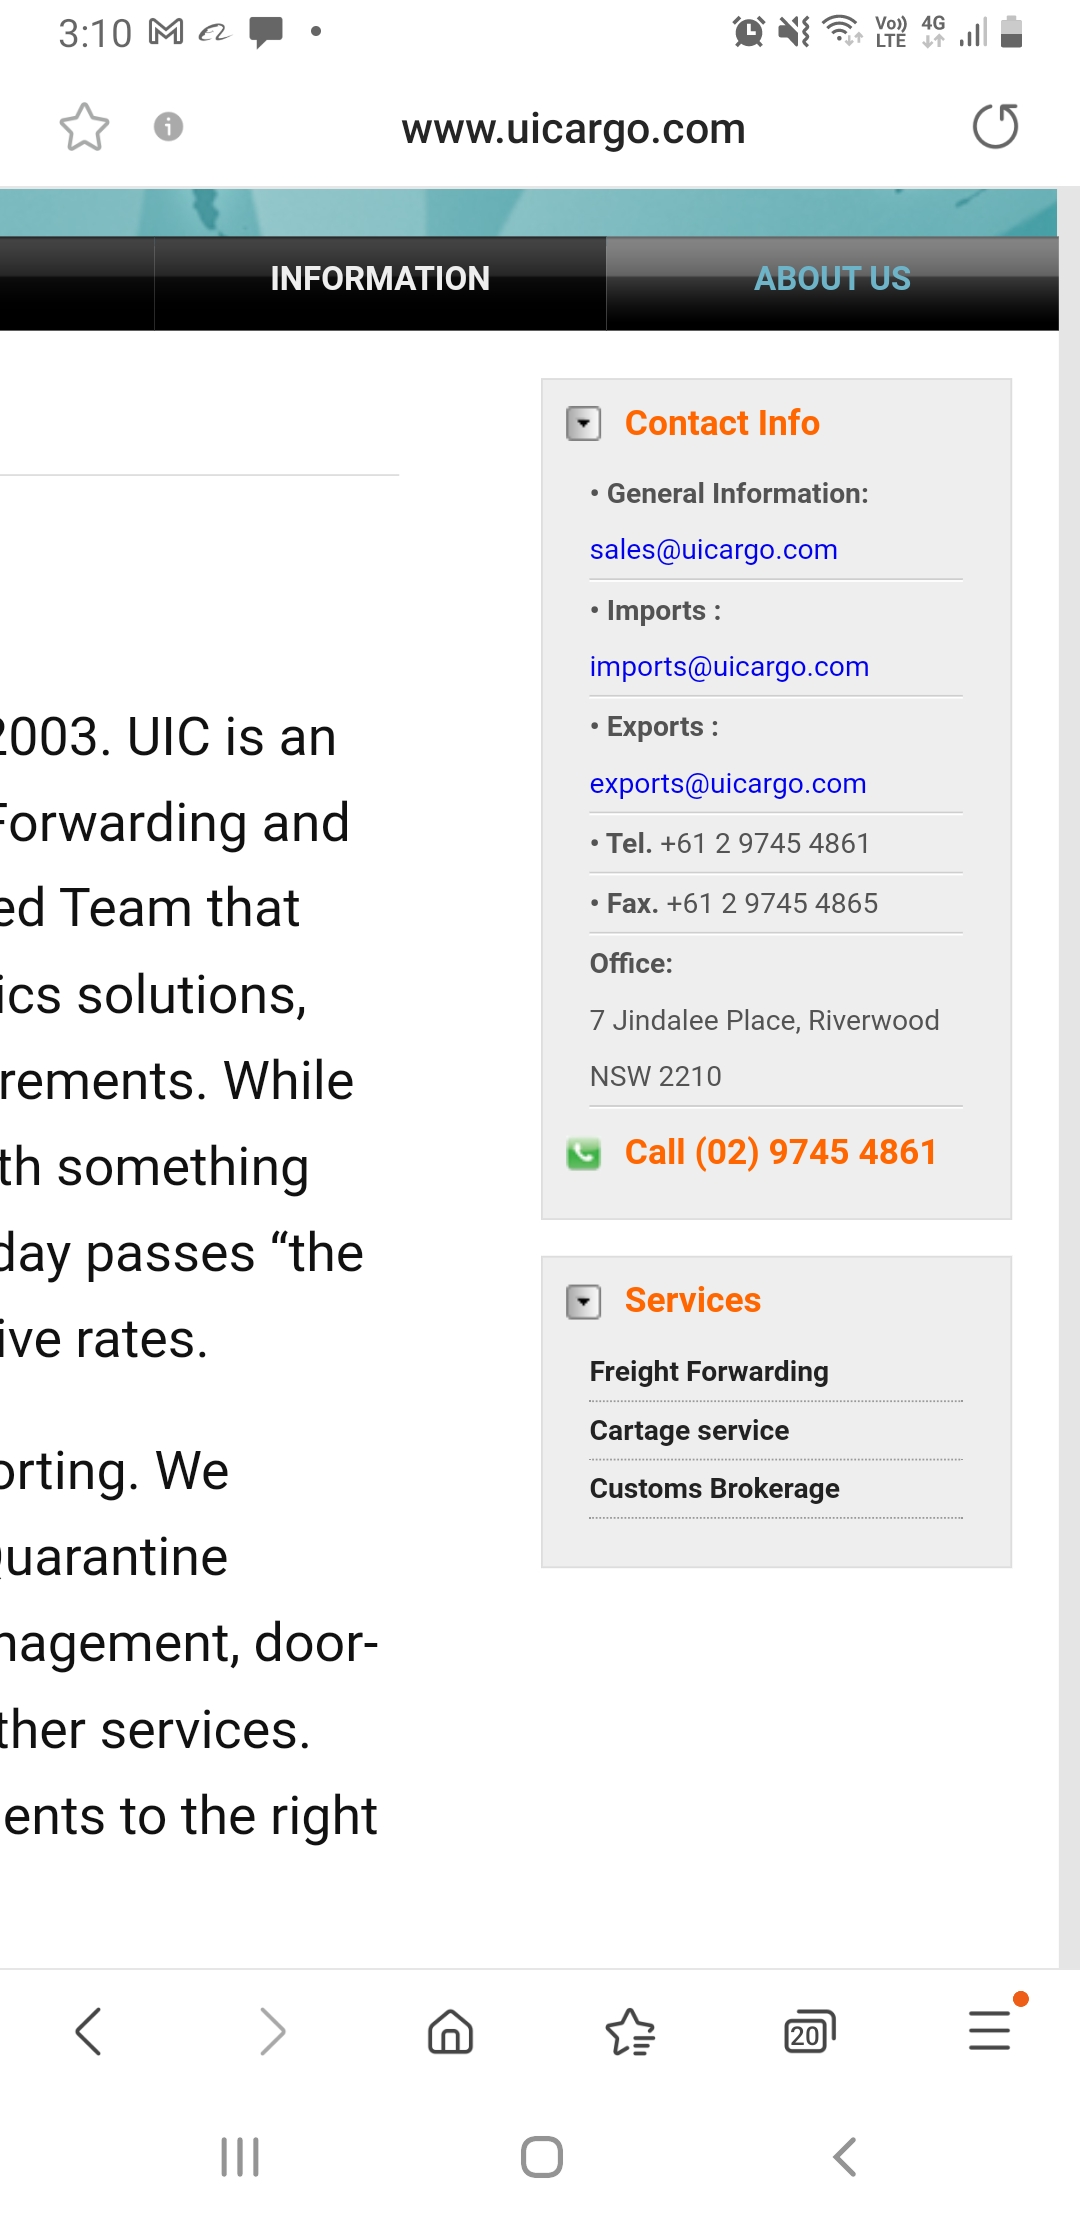 3:10
Vo)) LTE 4G
www.uicargo.com
INFORMATION
ABOUT US
2003. UIC is an
Forwarding and
ed Team that
ics solutions,
rements. While
th something
day passes “the
ive rates.
orting. We
Quarantine
nagement, door-
ther services.
ents to the right
Contact Info
• General Information:
sales@uicargo.com
• Imports :
imports@uicargo.com
• Exports :
exports@uicargo.com
• Tel. +61 2 9745 4861
• Fax. +61 2 9745 4865
Office:
7 Jindalee Place, Riverwood
NSW 2210
Call (02) 9745 4861
Services
Freight Forwarding
Cartage service
Customs Brokerage
20